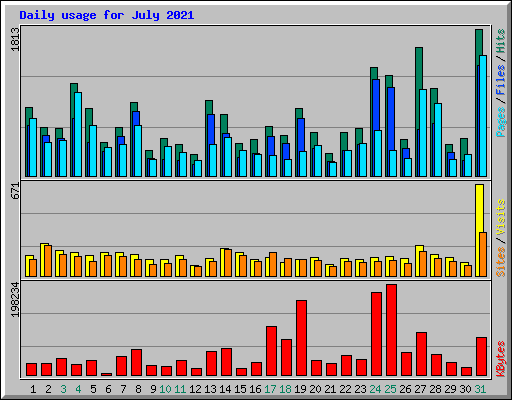 Daily usage for July 2021
1813
Pages / Files / Hits
671
Sites / Visits
198234
KBytes
1 2 3 4 5 6 7 8 9 10 11 12 13 14 15 16 17 18 19 20 21 22 23 24 25 26 27 28 29 30 31